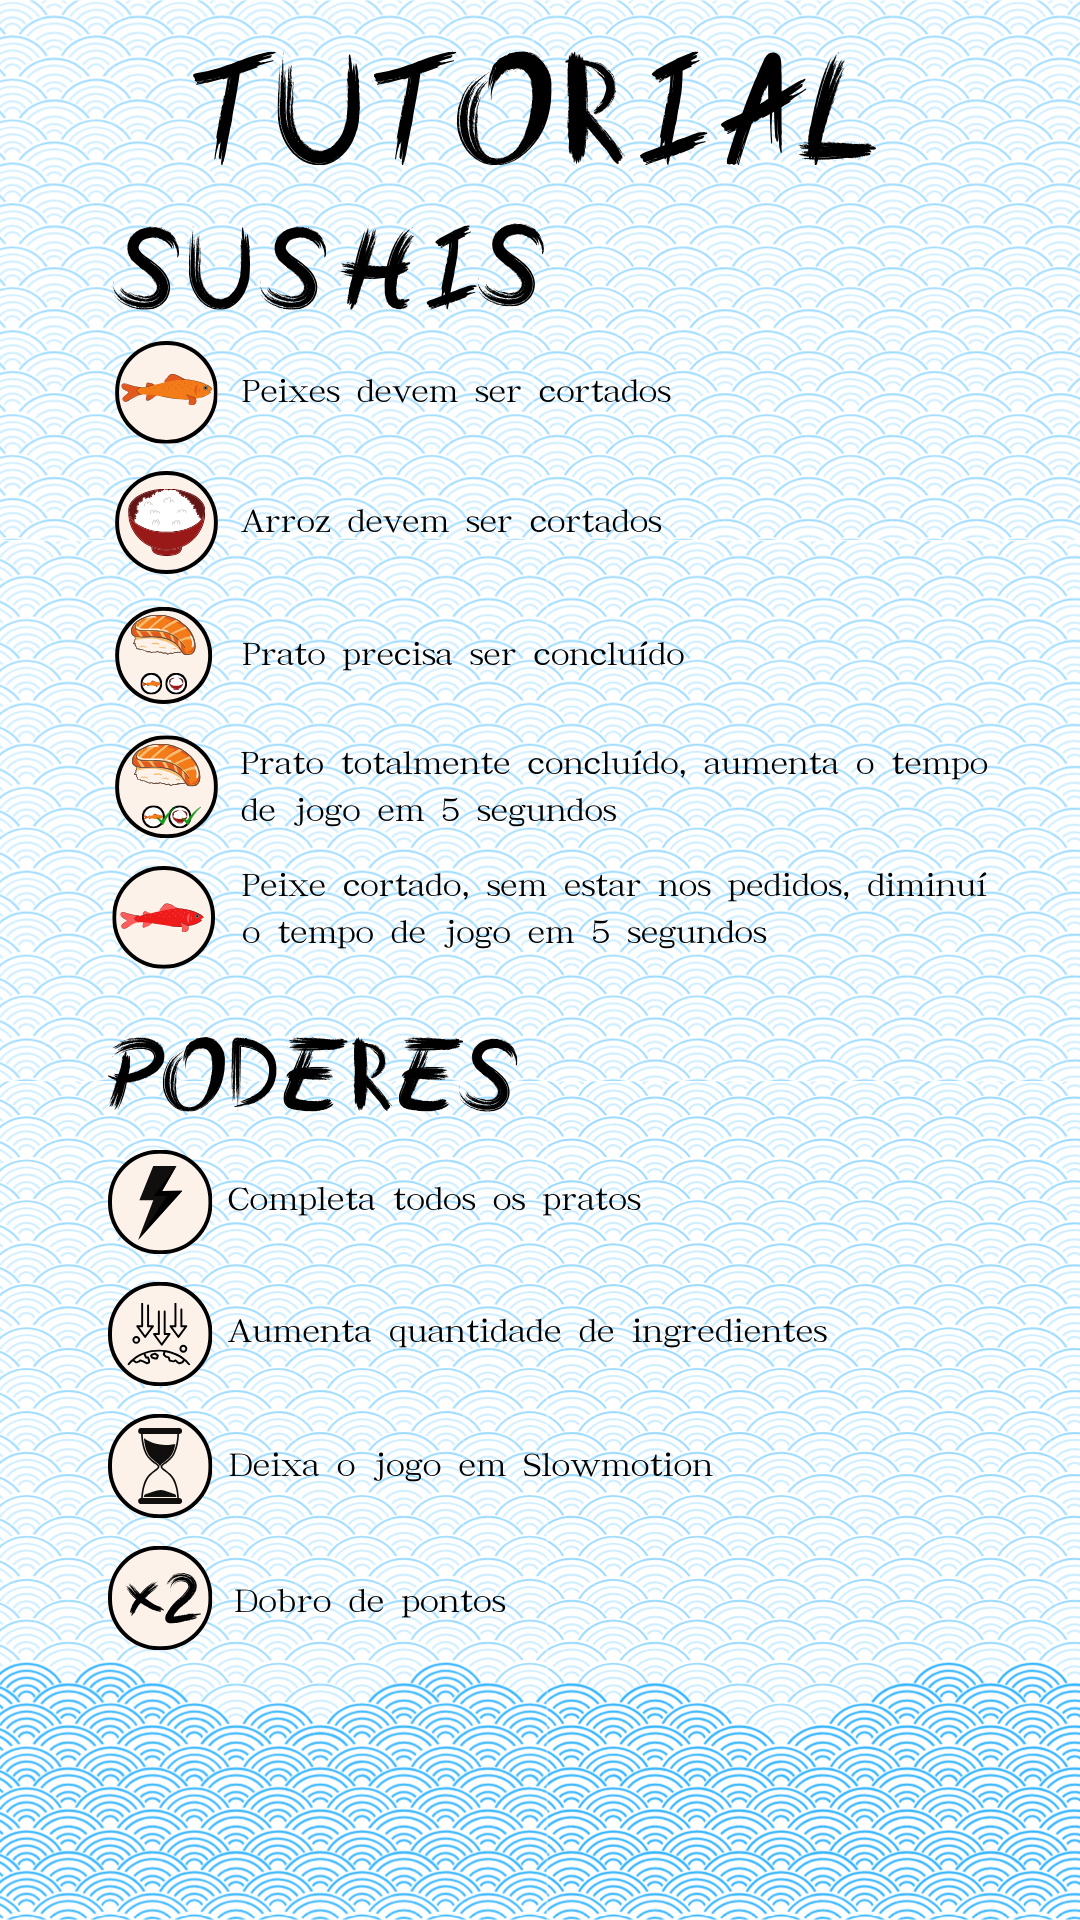 TUTORIAL
SUSHIS
Peixes devem ser cortados
Arroz devem ser cortados
Prato precisa ser concluído
Prato totalmente concluído, aumenta o tempo
de jogo em 5 segundos
Peixe cortado, sem estar nos pedidos, diminuí
o tempo de jogo em 5 segundos
PODERES
Completa todos os pratos
Aumenta quantidade de ingredientes
Deixa o jogo em Slowmotion
x2
Dobro de pontos